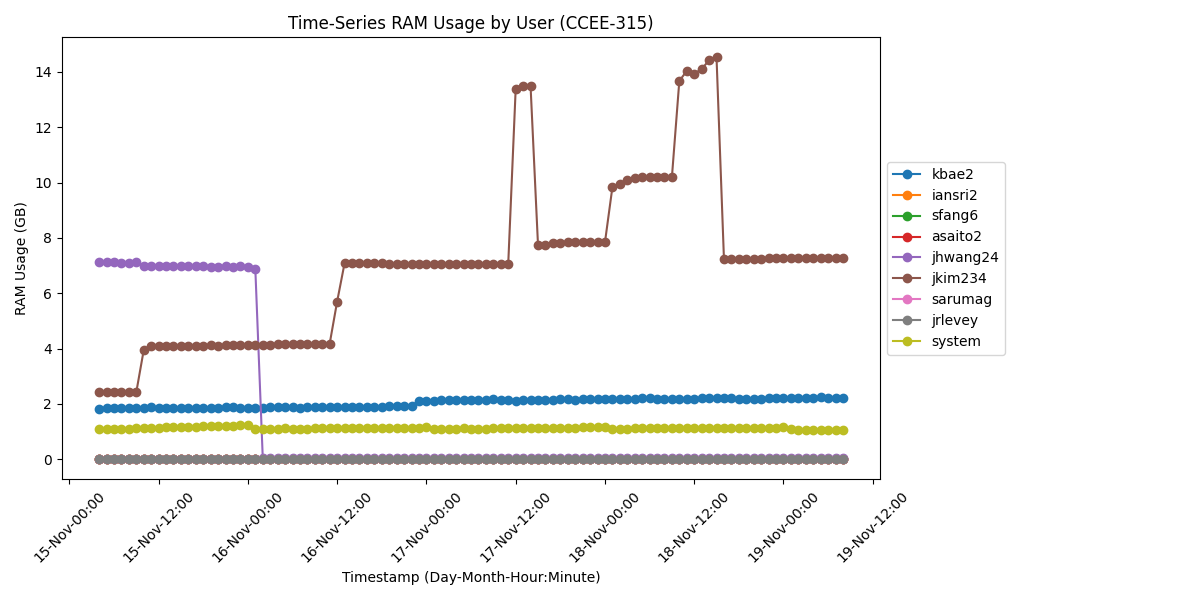 Time-Series RAM Usage by User (CCEE-315)
RAM Usage (GB)
14
12
10
8
6
4
2
0
15-Nov-00:00
15-Nov-12:00
16-Nov-00:00
16-Nov-12:00
17-Nov-00:00
17-Nov-12:00
18-Nov-00:00
18-Nov-12:00
19-Nov-00:00
19-Nov-12:00
Timestamp (Day-Month-Hour:Minute)
kbae2
iansri2
sfang6
asaito2
jhwang24
jkim234
sarumag
jrlevey
system